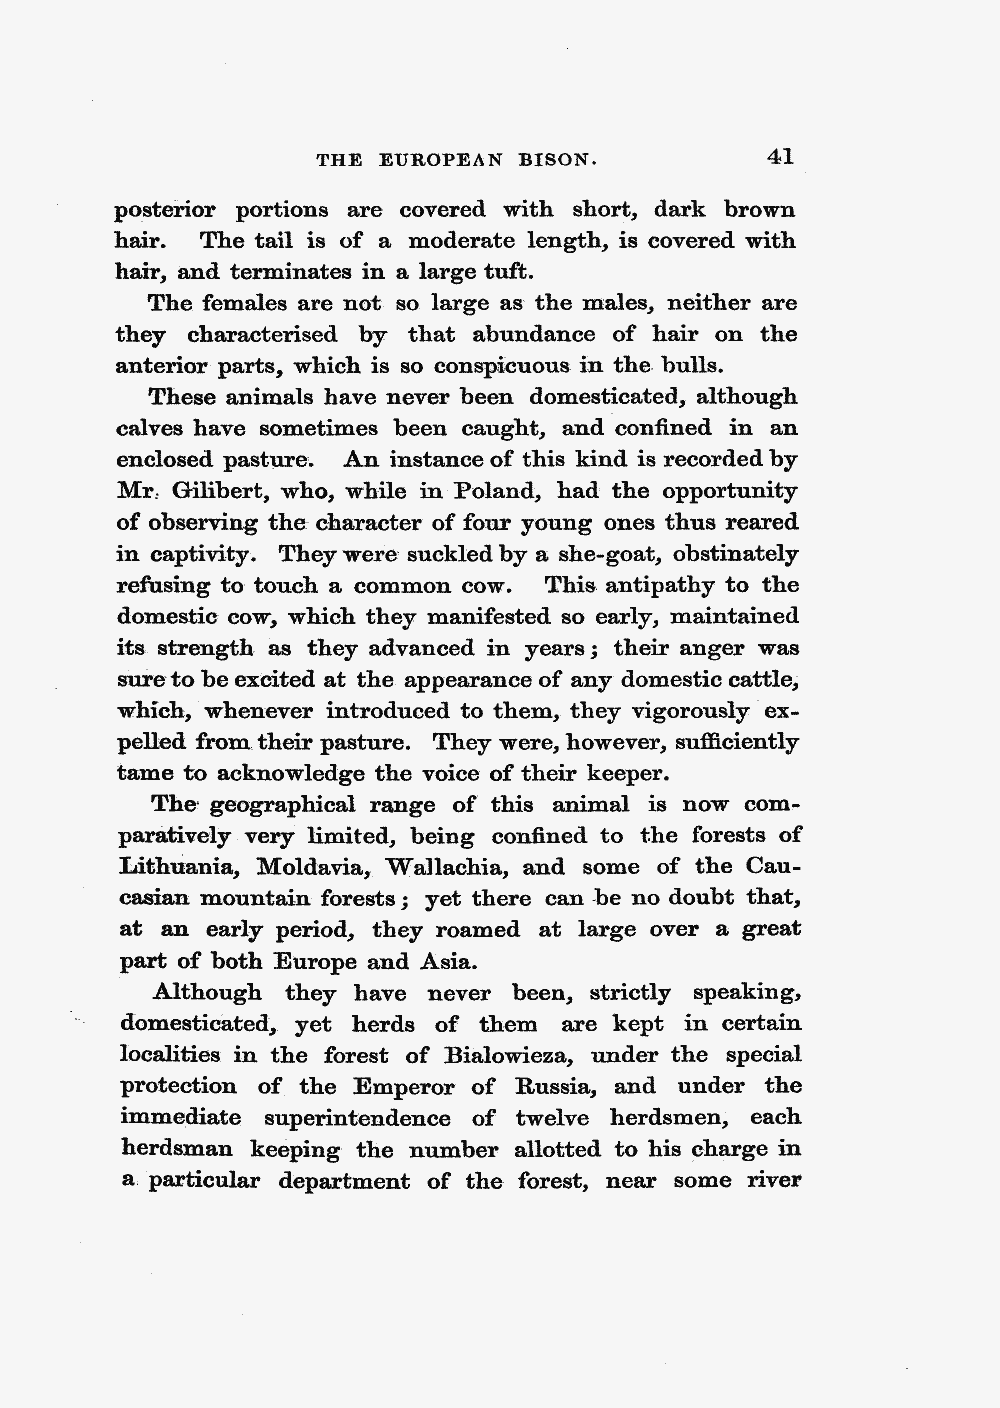 THE EUROPEAN BISON. 41
posterior portions are covered with short, dark brown
hair. The tail is of a moderate length, is covered with
hair, and terminates in a large tuft.
The females are not so large as the males, neither are
they characterised by that abundance of hair on the
anterior parts, which is so conspicuous in the bulls.
These animals have never been domesticated, although
calves have sometimes been caught, and confined in an
enclosed pasture. An instance of this kind is recorded by
Mr. Gilibert, who, while in Poland, had the opportunity
of observing the character of four young ones thus reared
in captivity. They were suckled by a she-goat, obstinately
refusing to touch a common cow. This antipathy to the
domestic cow, which they manifested so early, maintained
its strength as they advanced in years; their anger was
sure to be excited at the appearance of any domestic cattle,
which, whenever introduced to them, they vigorously ex-
pelled from their pasture. They were, however, sufficiently
tame to acknowledge the voice of their keeper.
The geographical range of this animal is now com-
paratively very limited, being confined to the forests of
Lithuania, Moldavia, Wallachia, and some of the Cau-
casian mountain forests; yet there can be no doubt that,
at an early period, they roamed at large over a great
part of both Europe and Asia.
Although they have never been, strictly speaking,
domesticated, yet herds of them are kept in certain
localities in the forest of Bialowieza, under the special
protection of the Emperor of Russia, and under the
immediate superintendence of twelve herdsmen, each
herdsman keeping the number allotted to his charge in
a particular department of the forest, near some river